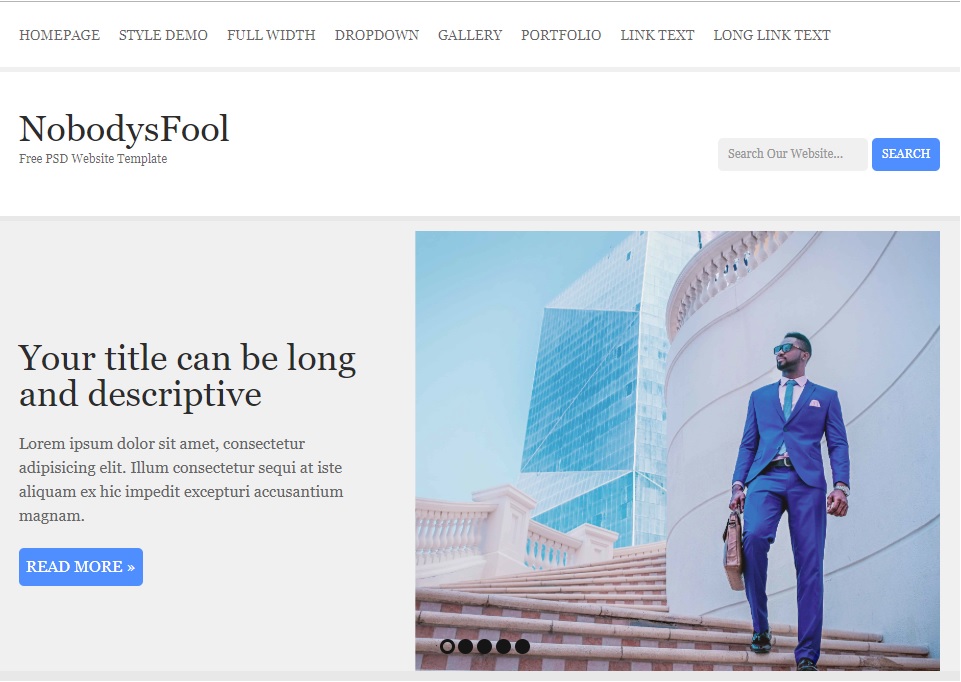 HOMEPAGE STYLE DEMO FULL WIDTH DROPDOWN GALLERY PORTFOLIO LINK TEXT LONG LINK TEXT
NobodysFool
Free PSD Website Template
Search Our Website... SEARCH
Your title can be long
and descriptive
Lorem ipsum dolor sit amet, consectetur
adipisicing elit. Illum consectetur sequi at iste
aliquam ex hic impedit excepturi accusantium
magnam.
READ MORE »